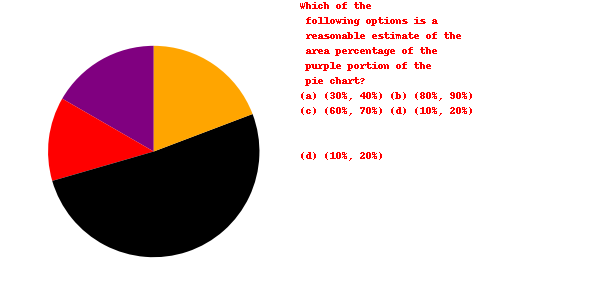 Which of the
following options is a
reasonable estimate of the
area percentage of the
purple portion of the
pie chart?
(a) (30%, 40%) (b) (80%, 90%)
(c) (60%, 70%) (d) (10%, 20%)
(d) (10%, 20%)